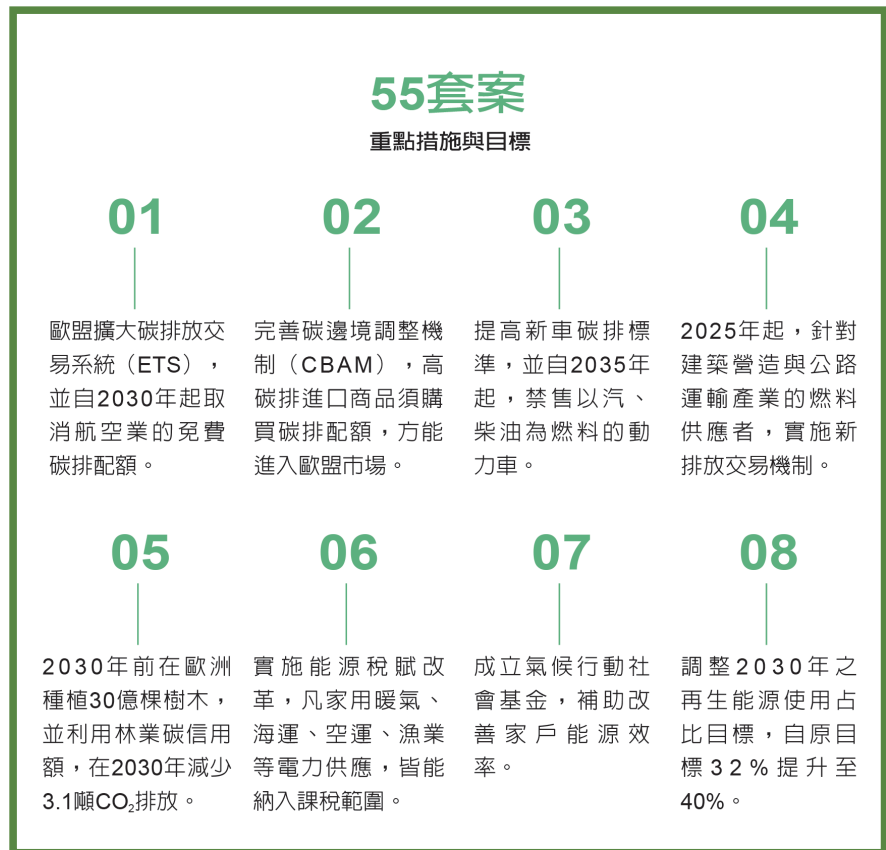 55套案
重點措施與目標
01
歐盟擴大碳排放交
易系統（ETS），
並自2030年起取
消航空業的免費
碳排配額。
02
完善碳邊境調整機
制（CBAM），高
碳排進口商品須購
買碳排配額，方能
進入歐盟市場。
03
提高新車碳排標
準，並自2035年
起，禁售以汽、
柴油為燃料的動
力車。
04
2025年起，針對
建築營造與公路
運輸產業的燃料
供應者，實施新
排放交易機制。
05
2030年前在歐洲
種植30億棵樹木，
並利用林業碳信用
額，在2030年減少
3.1噸CO₂排放。
06
實施能源稅賦改
革，凡家用暖氣、
海運、空運、漁業
等電力供應，皆能
納入課稅範圍。
07
成立氣候行動社
會基金，補助改
善家戶能源效
率。
08
調整2030年之
再生能源使用占
比目標，自原目
標32%提升至
40%。